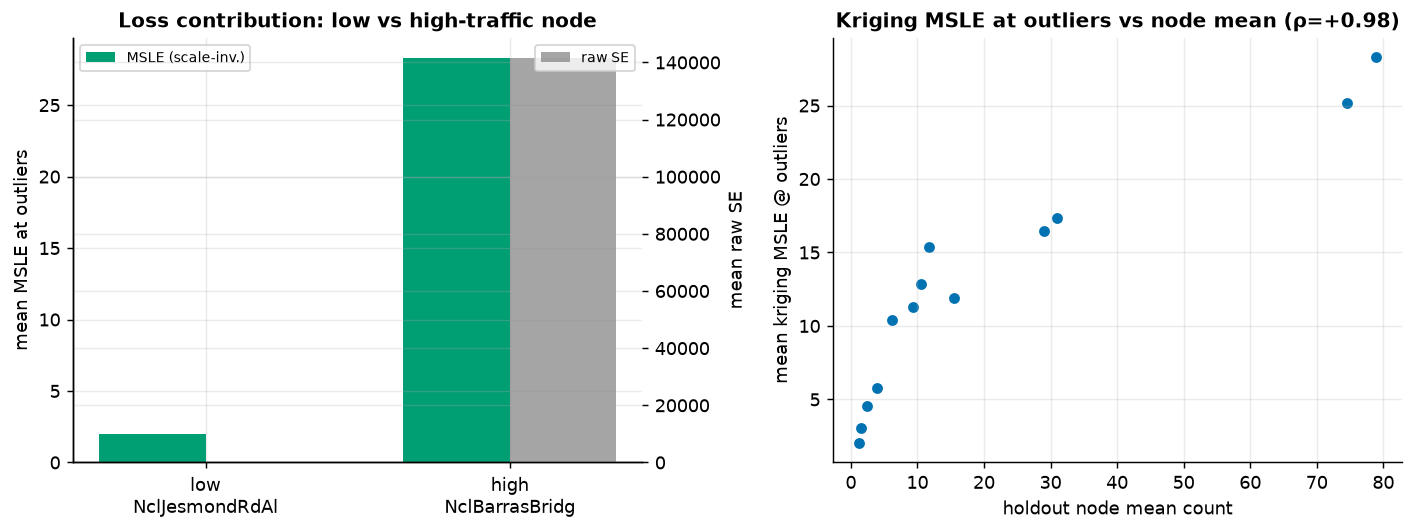 Loss contribution: low vs high-traffic node
MSLE (scale-inv.)
raw SE
mean MSLE at outliers
25
20
15
10
5
0
140000
120000
100000
80000
60000
40000
20000
0
mean raw SE
low
NclJesmondRdAl
high
NclBarrasBridg
Kriging MSLE at outliers vs node mean (ρ=+0.98)
mean kriging MSLE @ outliers
25
20
15
10
5
0 10 20 30 40 50 60 70 80
holdout node mean count